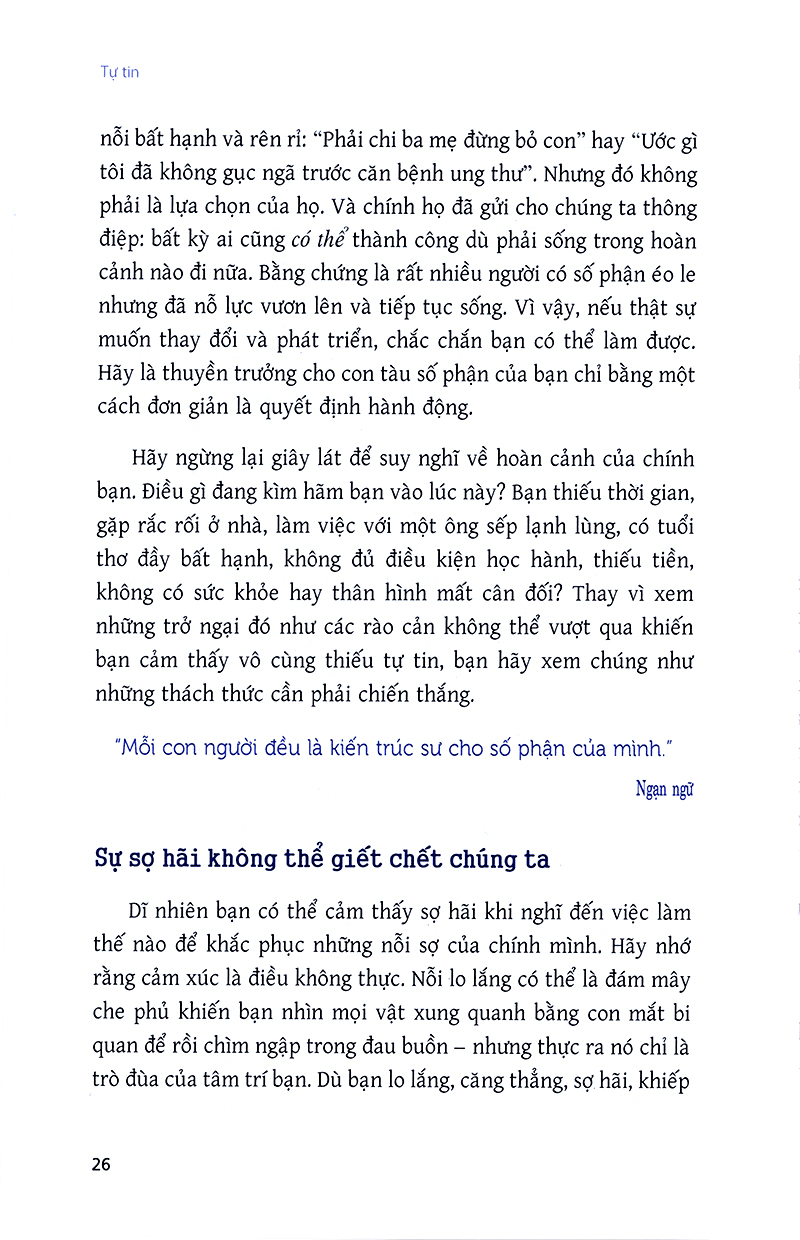 Tự tin
nỗi bất hạnh và rên rỉ: “Phải chi ba mẹ đừng bỏ con” hay “Ước gì
tôi đã không gục ngã trước căn bệnh ung thư”. Nhưng đó không
phải là lựa chọn của họ. Và chính họ đã gửi cho chúng ta thông
điệp: bất kỳ ai cũng có thể thành công dù phải sống trong hoàn
cảnh nào đi nữa. Bằng chứng là rất nhiều người có số phận éo le
nhưng đã nỗ lực vươn lên và tiếp tục sống. Vì vậy, nếu thật sự
muốn thay đổi và phát triển, chắc chắn bạn có thể làm được.
Hãy là thuyền trưởng cho con tàu số phận của bạn chỉ bằng một
cách đơn giản là quyết định hành động.
Hãy ngừng lại giây lát để suy nghĩ về hoàn cảnh của chính
bạn. Điều gì đang kìm hãm bạn vào lúc này? Bạn thiếu thời gian,
gặp rắc rối ở nhà, làm việc với một ông sếp lạnh lùng, có tuổi
thơ đầy bất hạnh, không đủ điều kiện học hành, thiếu tiền,
không có sức khỏe hay thân hình mất cân đối? Thay vì xem
những trở ngại đó như các rào cản không thể vượt qua khiến
bạn cảm thấy vô cùng thiếu tự tin, bạn hãy xem chúng như
những thách thức cần phải chiến thắng.
“Mỗi con người đều là kiến trúc sư cho số phận của mình.”
Ngạn ngữ
Sự sợ hãi không thể giết chết chúng ta
Dĩ nhiên bạn có thể cảm thấy sợ hãi khi nghĩ đến việc làm
thế nào để khắc phục những nỗi sợ của chính mình. Hãy nhớ
rằng cảm xúc là điều không thực. Nỗi lo lắng có thể là đám mây
che phủ khiến bạn nhìn mọi vật xung quanh bằng con mắt bi
quan để rồi chìm ngập trong đau buồn – nhưng thực ra nó chỉ là
trò đùa của tâm trí bạn. Dù bạn lo lắng, căng thẳng, sợ hãi, khiếp
26